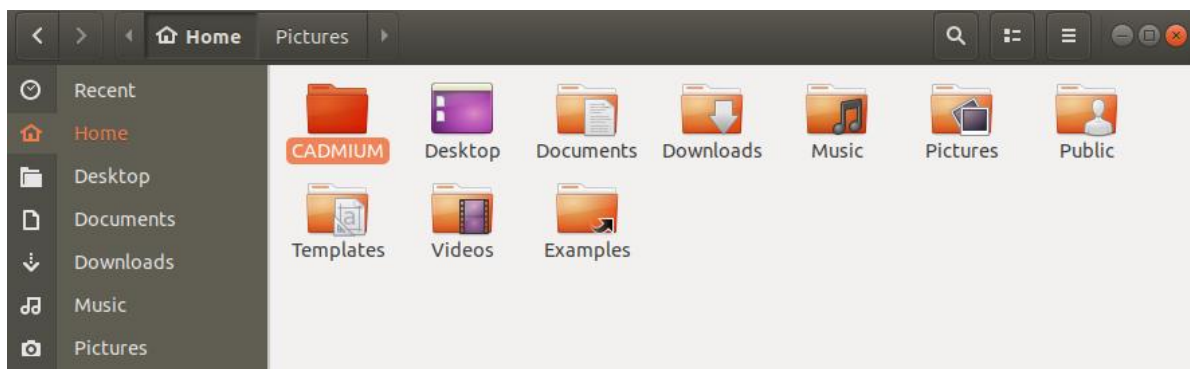 Home Pictures
Recent
Home
Desktop
Documents
Downloads
Music
Pictures
CADMIUM Desktop Documents Downloads Music Pictures Public
Templates Videos Examples